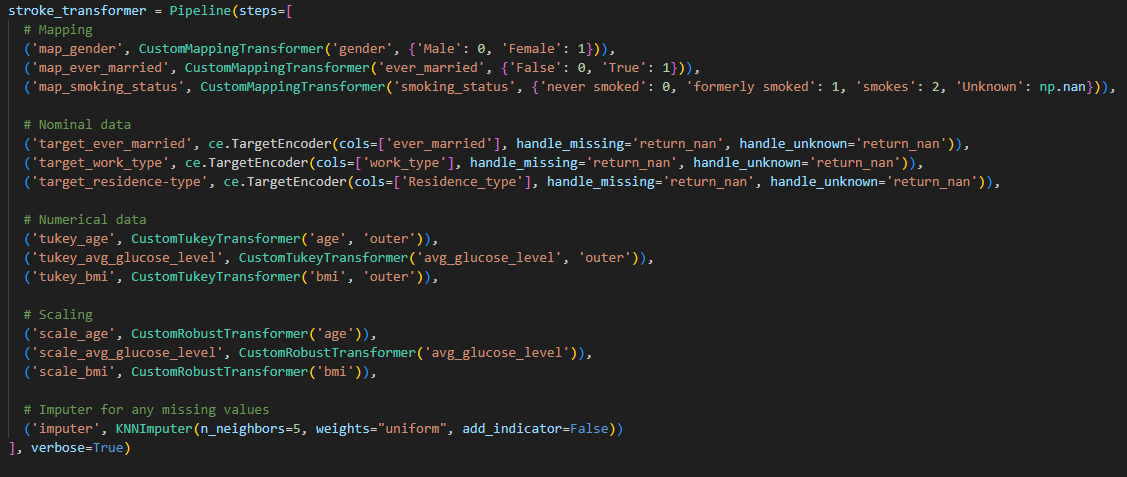 stroke_transformer = Pipeline(steps=[
# Mapping
('map_gender', CustomMappingTransformer('gender', {'Male': 0, 'Female': 1})),
('map_ever_married', CustomMappingTransformer('ever_married', {'False': 0, 'True': 1})),
('map_smoking_status', CustomMappingTransformer('smoking_status', {'never smoked': 0, 'formerly smoked': 1, 'smokes': 2, 'Unknown': np.nan})),
# Nominal data
('target_ever_married', ce.TargetEncoder(cols=['ever_married'], handle_missing='return_nan', handle_unknown='return_nan')),
('target_work_type', ce.TargetEncoder(cols=['work_type'], handle_missing='return_nan', handle_unknown='return_nan')),
('target_residence-type', ce.TargetEncoder(cols=['Residence_type'], handle_missing='return_nan', handle_unknown='return_nan')),
# Numerical data
('tukey_age', CustomTukeyTransformer('age', 'outer')),
('tukey_avg_glucose_level', CustomTukeyTransformer('avg_glucose_level', 'outer')),
('tukey_bmi', CustomTukeyTransformer('bmi', 'outer')),
# Scaling
('scale_age', CustomRobustTransformer('age')),
('scale_avg_glucose_level', CustomRobustTransformer('avg_glucose_level')),
('scale_bmi', CustomRobustTransformer('bmi')),
# Imputer for any missing values
('imputer', KNNImputer(n_neighbors=5, weights="uniform", add_indicator=False))
], verbose=True)